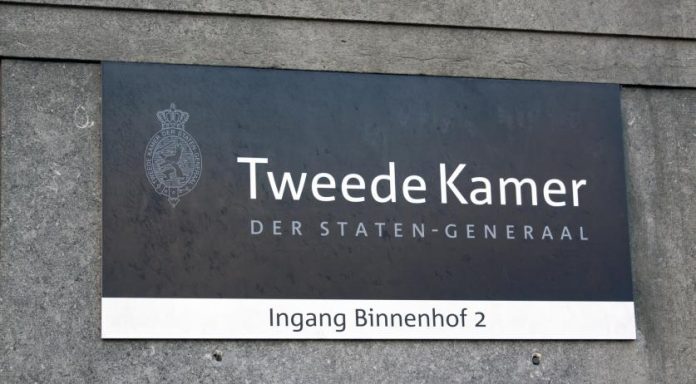 Tweede Kamer
DER STATEN-GENERAAL
Ingang Binnenhof 2